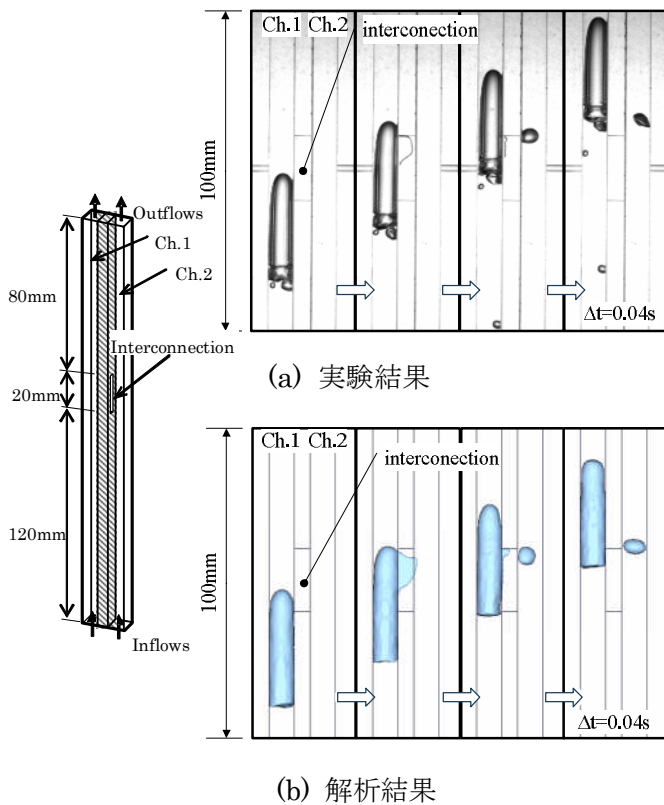 Outflows
Ch.1
Ch.2
80mm
Interconnection
20mm
120mm
Inflows
Ch.1 Ch.2
interconection
100mm
Δt=0.04s
(a) 実験結果
Ch.1 Ch.2
interconection
100mm
Δt=0.04s
(b) 解析結果